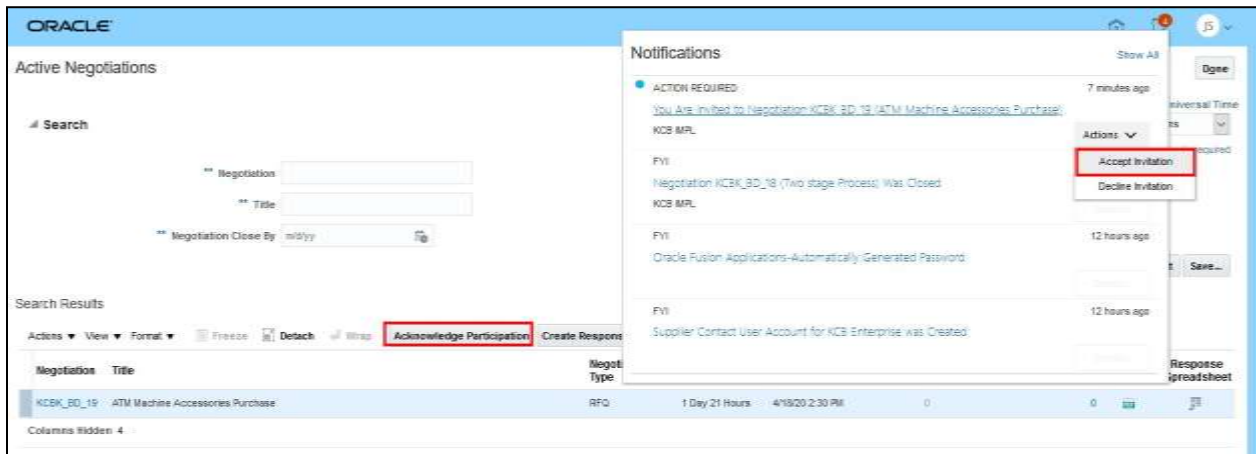 ORACLE
4
JS
Active Negotiations
Done
Notifications
Show All
ACTION REQUIRED
7 minutes ago
You Are Invited to Negotiation KCBK_BD_19 (ATM Machine Accessories Purchase)
KCB IMPL
Actions
Accept Invitation
Decline Invitation
FYI
Negotiation KCBK_BD_18 (Two stage Process) Was Closed
KCB IMPL
FYI
12 hours ago
Oracle Fusion Applications-Automatically Generated Password
FYI
12 hours ago
Supplier Contact User Account for KCB Enterprise was Created
Universal Time
Required
Search
** Negotiation
** Title
** Negotiation Close By m/d/yy
Save...
Search Results
Actions View Format Freeze Detach Wrap Acknowledge Participation Create Respons
Negotiation Title Negoti Type Response Spreadsheet
KCBK_BD_19 ATM Machine Accessories Purchase RFQ 1 Day 21 Hours 4/18/20 2:30 PM 0 0
Columns Hidden 4